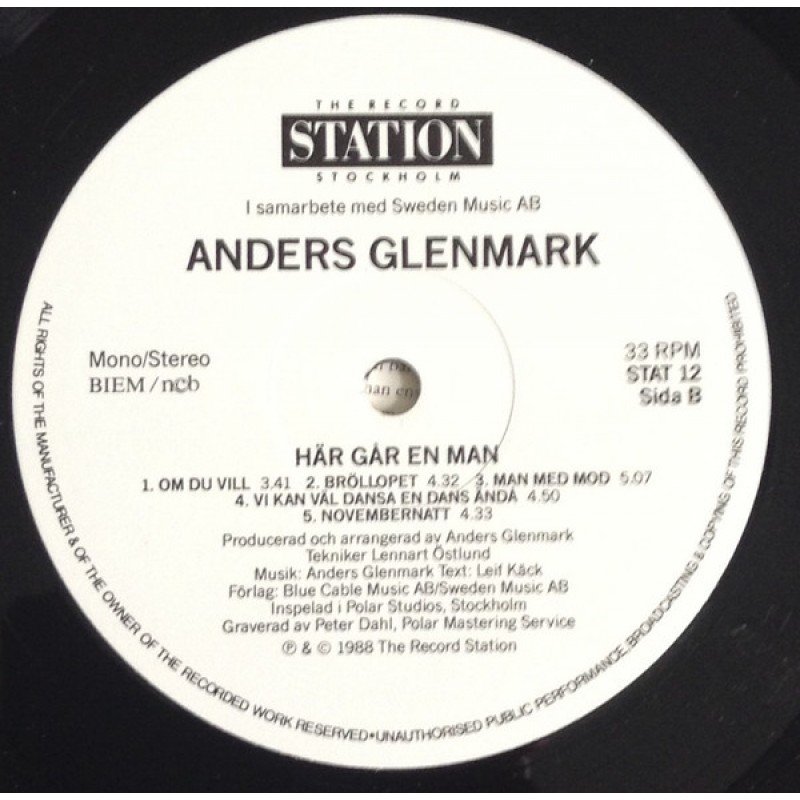 THE RECORD
STATION
STOCKHOLM
I samarbete med Sweden Music AB
ANDERS GLENMARK
Mono/Stereo
BIEM/ncb
33 RPM
STAT 12
Sida B
HÄR GÅR EN MAN
1. OM DU VILL 3.41 2. BRÖLLOPET 4.32 3. MAN MED MOD 5.07
4. VI KAN VÄL DANSA EN DANS ÄNDÅ 4.50
5. NOVEMBERNATT 4.33
Producerad och arrangerad av Anders Glenmark
Tekniker Lennart Östlund
Musik: Anders Glenmark Text: Leif Käck
Förlag: Blue Cable Music AB/Sweden Music AB
Inspelad i Polar Studios, Stockholm
Graverad av Peter Dahl, Polar Mastering Service
℗ & © 1988 The Record Station
ALL RIGHTS OF THE MANUFACTURER & OF THE OWNER OF THE RECORDED WORK RESERVED•UNAUTHORISED PUBLIC PERFORMANCE, BROADCASTING & COPYING OF THIS RECORD PROHIBITED